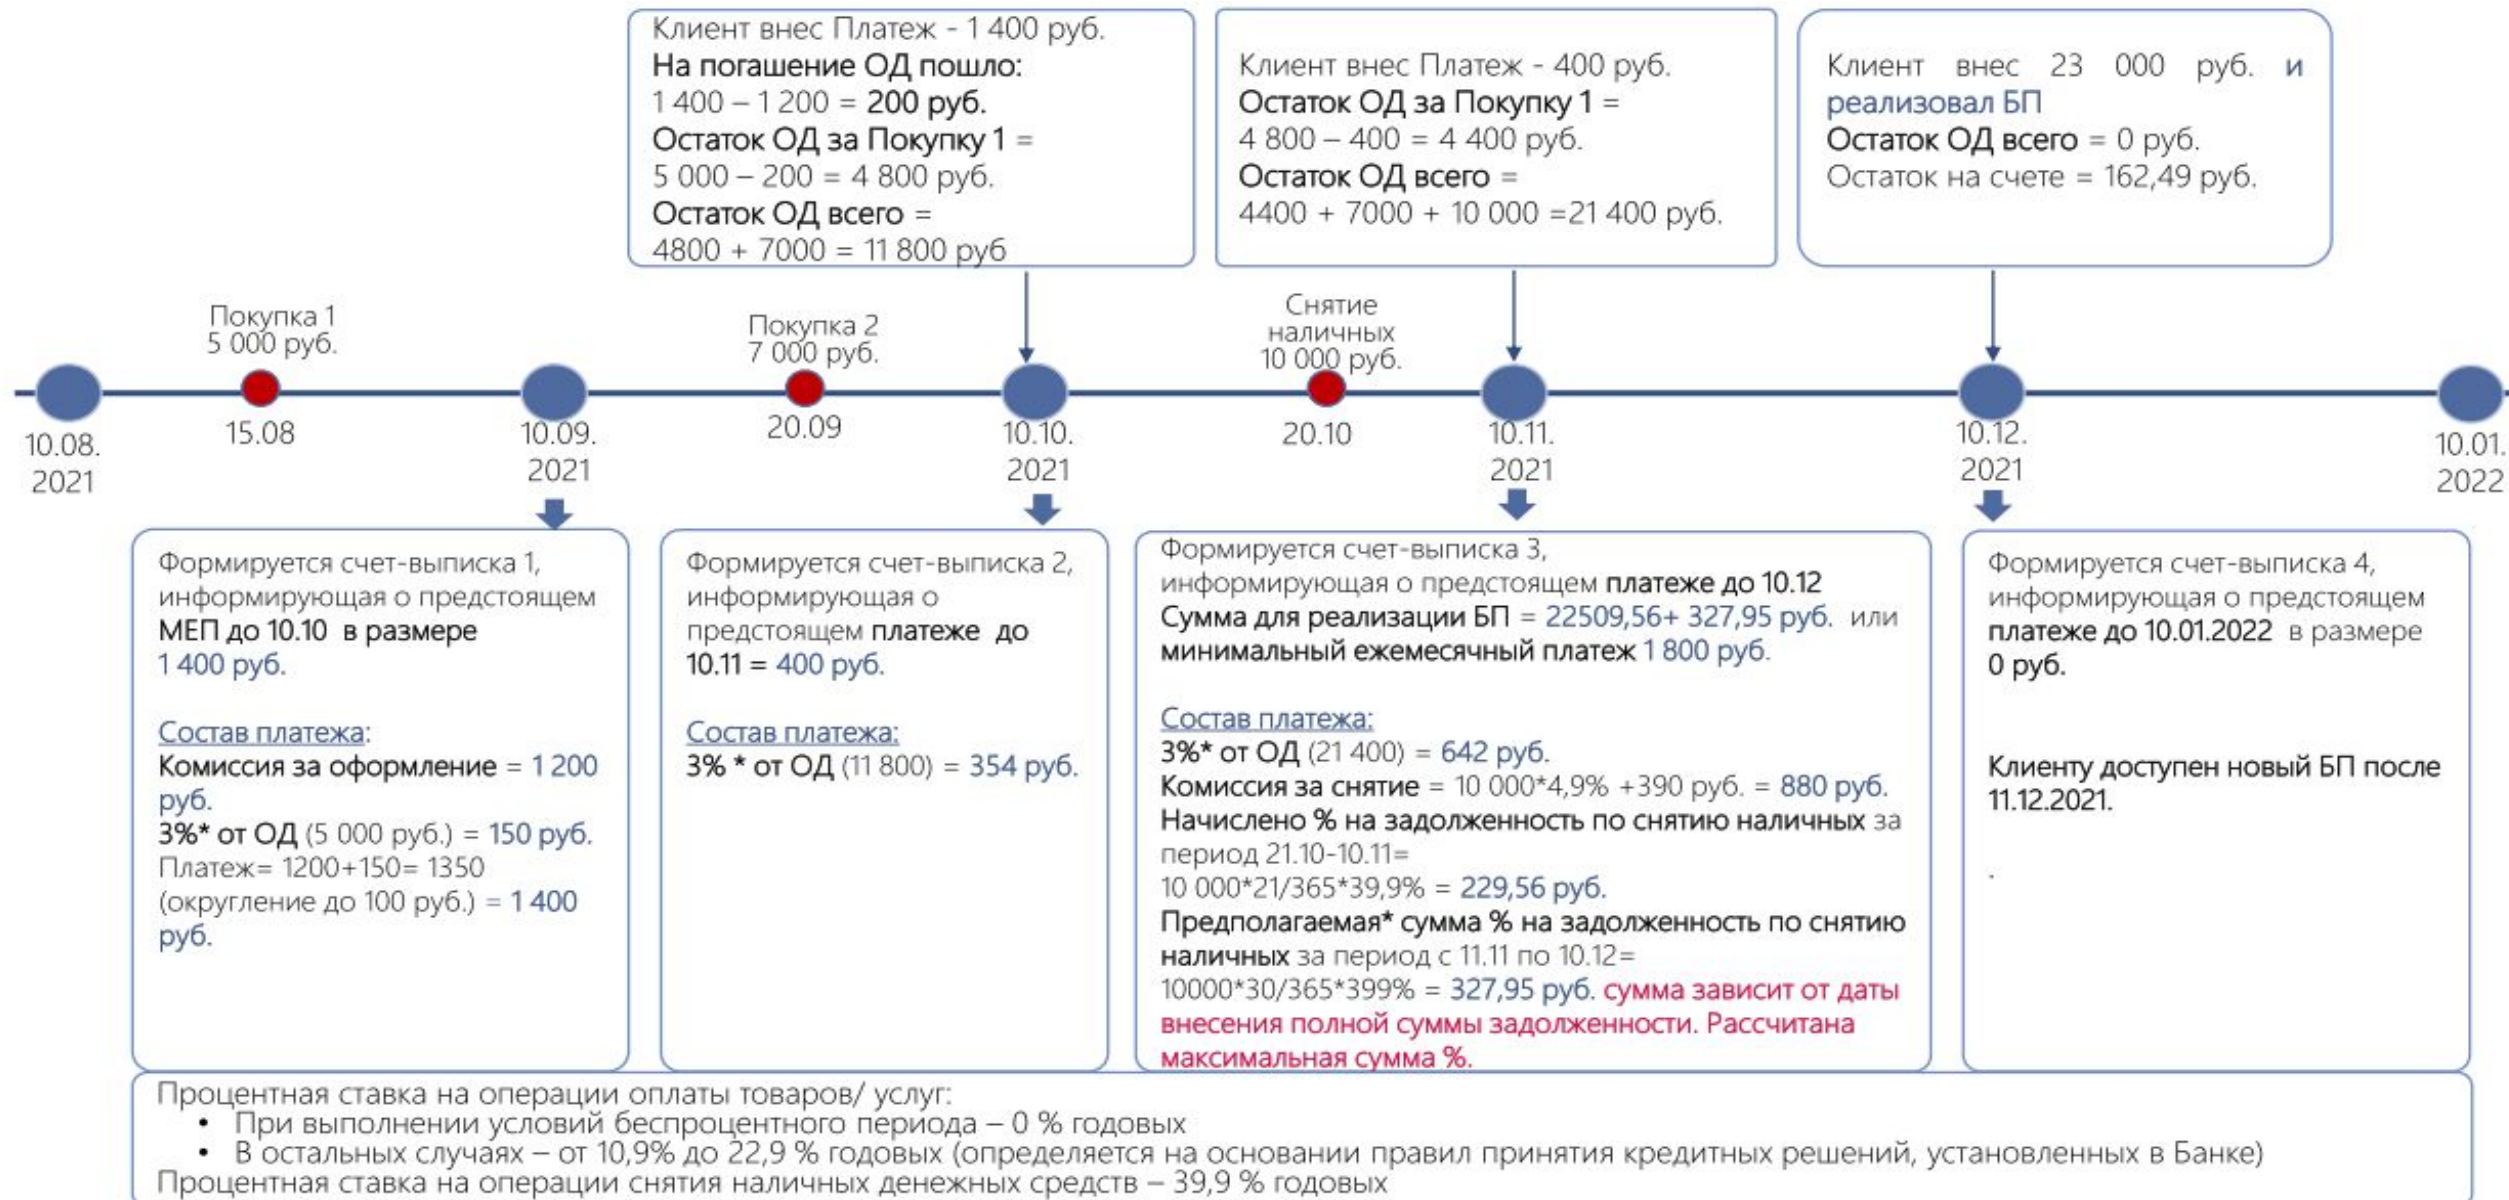 Клиент внес Платеж - 1 400 руб.
На погашение ОД пошло:
1 400 – 1 200 = 200 руб.
Остаток ОД за Покупку 1 =
5 000 – 200 = 4 800 руб.
Остаток ОД всего =
4800 + 7000 = 11 800 руб
Клиент внес Платеж - 400 руб.
Остаток ОД за Покупку 1 =
4 800 – 400 = 4 400 руб.
Остаток ОД всего =
4400 + 7000 + 10 000 =21 400 руб.
Клиент внес 23 000 руб. и
реализовал БП
Остаток ОД всего = 0 руб.
Остаток на счете = 162,49 руб.
Покупка 1
5 000 руб.
Покупка 2
7 000 руб.
Снятие
наличных
10 000 руб.
10.08.
2021
15.08
10.09.
2021
20.09
10.10.
2021
20.10
10.11.
2021
10.12.
2021
10.01.
2022
Формируется счет-выписка 1,
информирующая о предстоящем
МЕП до 10.10 в размере
1 400 руб.
Состав платежа:
Комиссия за оформление = 1 200
руб.
3%* от ОД (5 000 руб.) = 150 руб.
Платеж= 1200+150= 1350
(округление до 100 руб.) = 1 400
руб.
Формируется счет-выписка 2,
информирующая о
предстоящем платеже до
10.11 = 400 руб.
Состав платежа:
3% * от ОД (11 800) = 354 руб.
Формируется счет-выписка 3,
информирующая о предстоящем платеже до 10.12
Сумма для реализации БП = 22509,56+ 327,95 руб. или
минимальный ежемесячный платеж 1 800 руб.
Состав платежа:
3%* от ОД (21 400) = 642 руб.
Комиссия за снятие = 10 000*4,9% +390 руб. = 880 руб.
Начислено % на задолженность по снятию наличных за
период 21.10-10.11=
10 000*21/365*39,9% = 229,56 руб.
Предполагаемая* сумма % на задолженность по снятию
наличных за период с 11.11 по 10.12=
10000*30/365*399% = 327,95 руб. сумма зависит от даты
внесения полной суммы задолженности. Рассчитана
максимальная сумма %.
Формируется счет-выписка 4,
информирующая о предстоящем
платеже до 10.01.2022 в размере
0 руб.
Клиенту доступен новый БП после
11.12.2021.
.
Процентная ставка на операции оплаты товаров/ услуг:
• При выполнении условий беспроцентного периода – 0 % годовых
• В остальных случаях – от 10,9% до 22,9 % годовых (определяется на основании правил принятия кредитных решений, установленных в Банке)
Процентная ставка на операции снятия наличных денежных средств – 39,9 % годовых